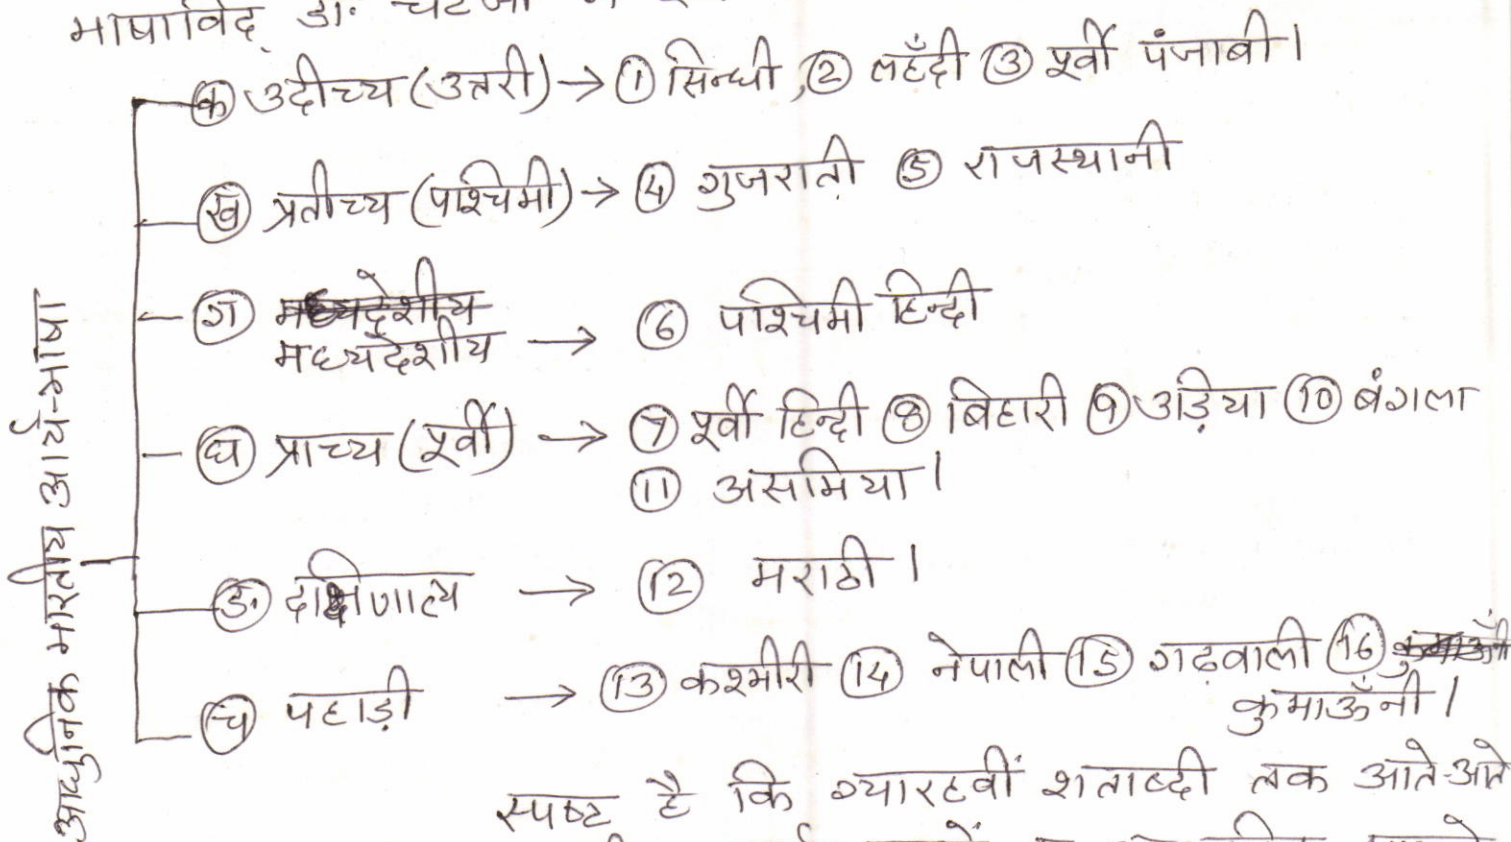 भाषाविद् डा॰
क उदीच्य (उत्तरी) → 1 सिन्धी, 2 लहँदी 3 पूर्वी पंजाबी।
ख प्रतीच्य (पश्चिमी) → 4 गुजराती 5 राजस्थानी
ग मध्यदेशीय
मध्यदेशीय → 6 पश्चिमी हिन्दी
घ प्राच्य (पूर्वी) → 7 पूर्वी हिन्दी 8 बिहारी 9 उड़िया 10 बंगला
11 असमिया।
ङ दाक्षिणात्य → 12 मराठी।
च पहाड़ी → 13 कश्मीरी 14 नेपाली 15 गढ़वाली 16
कुमाऊँनी।
आधुनिक भारतीय आर्य-भाषा
स्पष्ट है कि ग्यारहवीं शताब्दी तक आते-आते